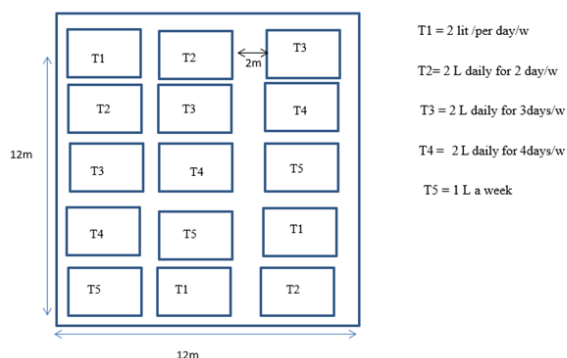 T1 T2 T3
2m
T2 T3 T4
12m
T3 T4 T5
T4 T5 T1
T5 T1 T2
12m
T1 = 2 lit /per day/w
T2= 2 L daily for 2 day/w
T3 = 2 L daily for 3days/w
T4 = 2 L daily for 4days/w
T5 = 1 L a week